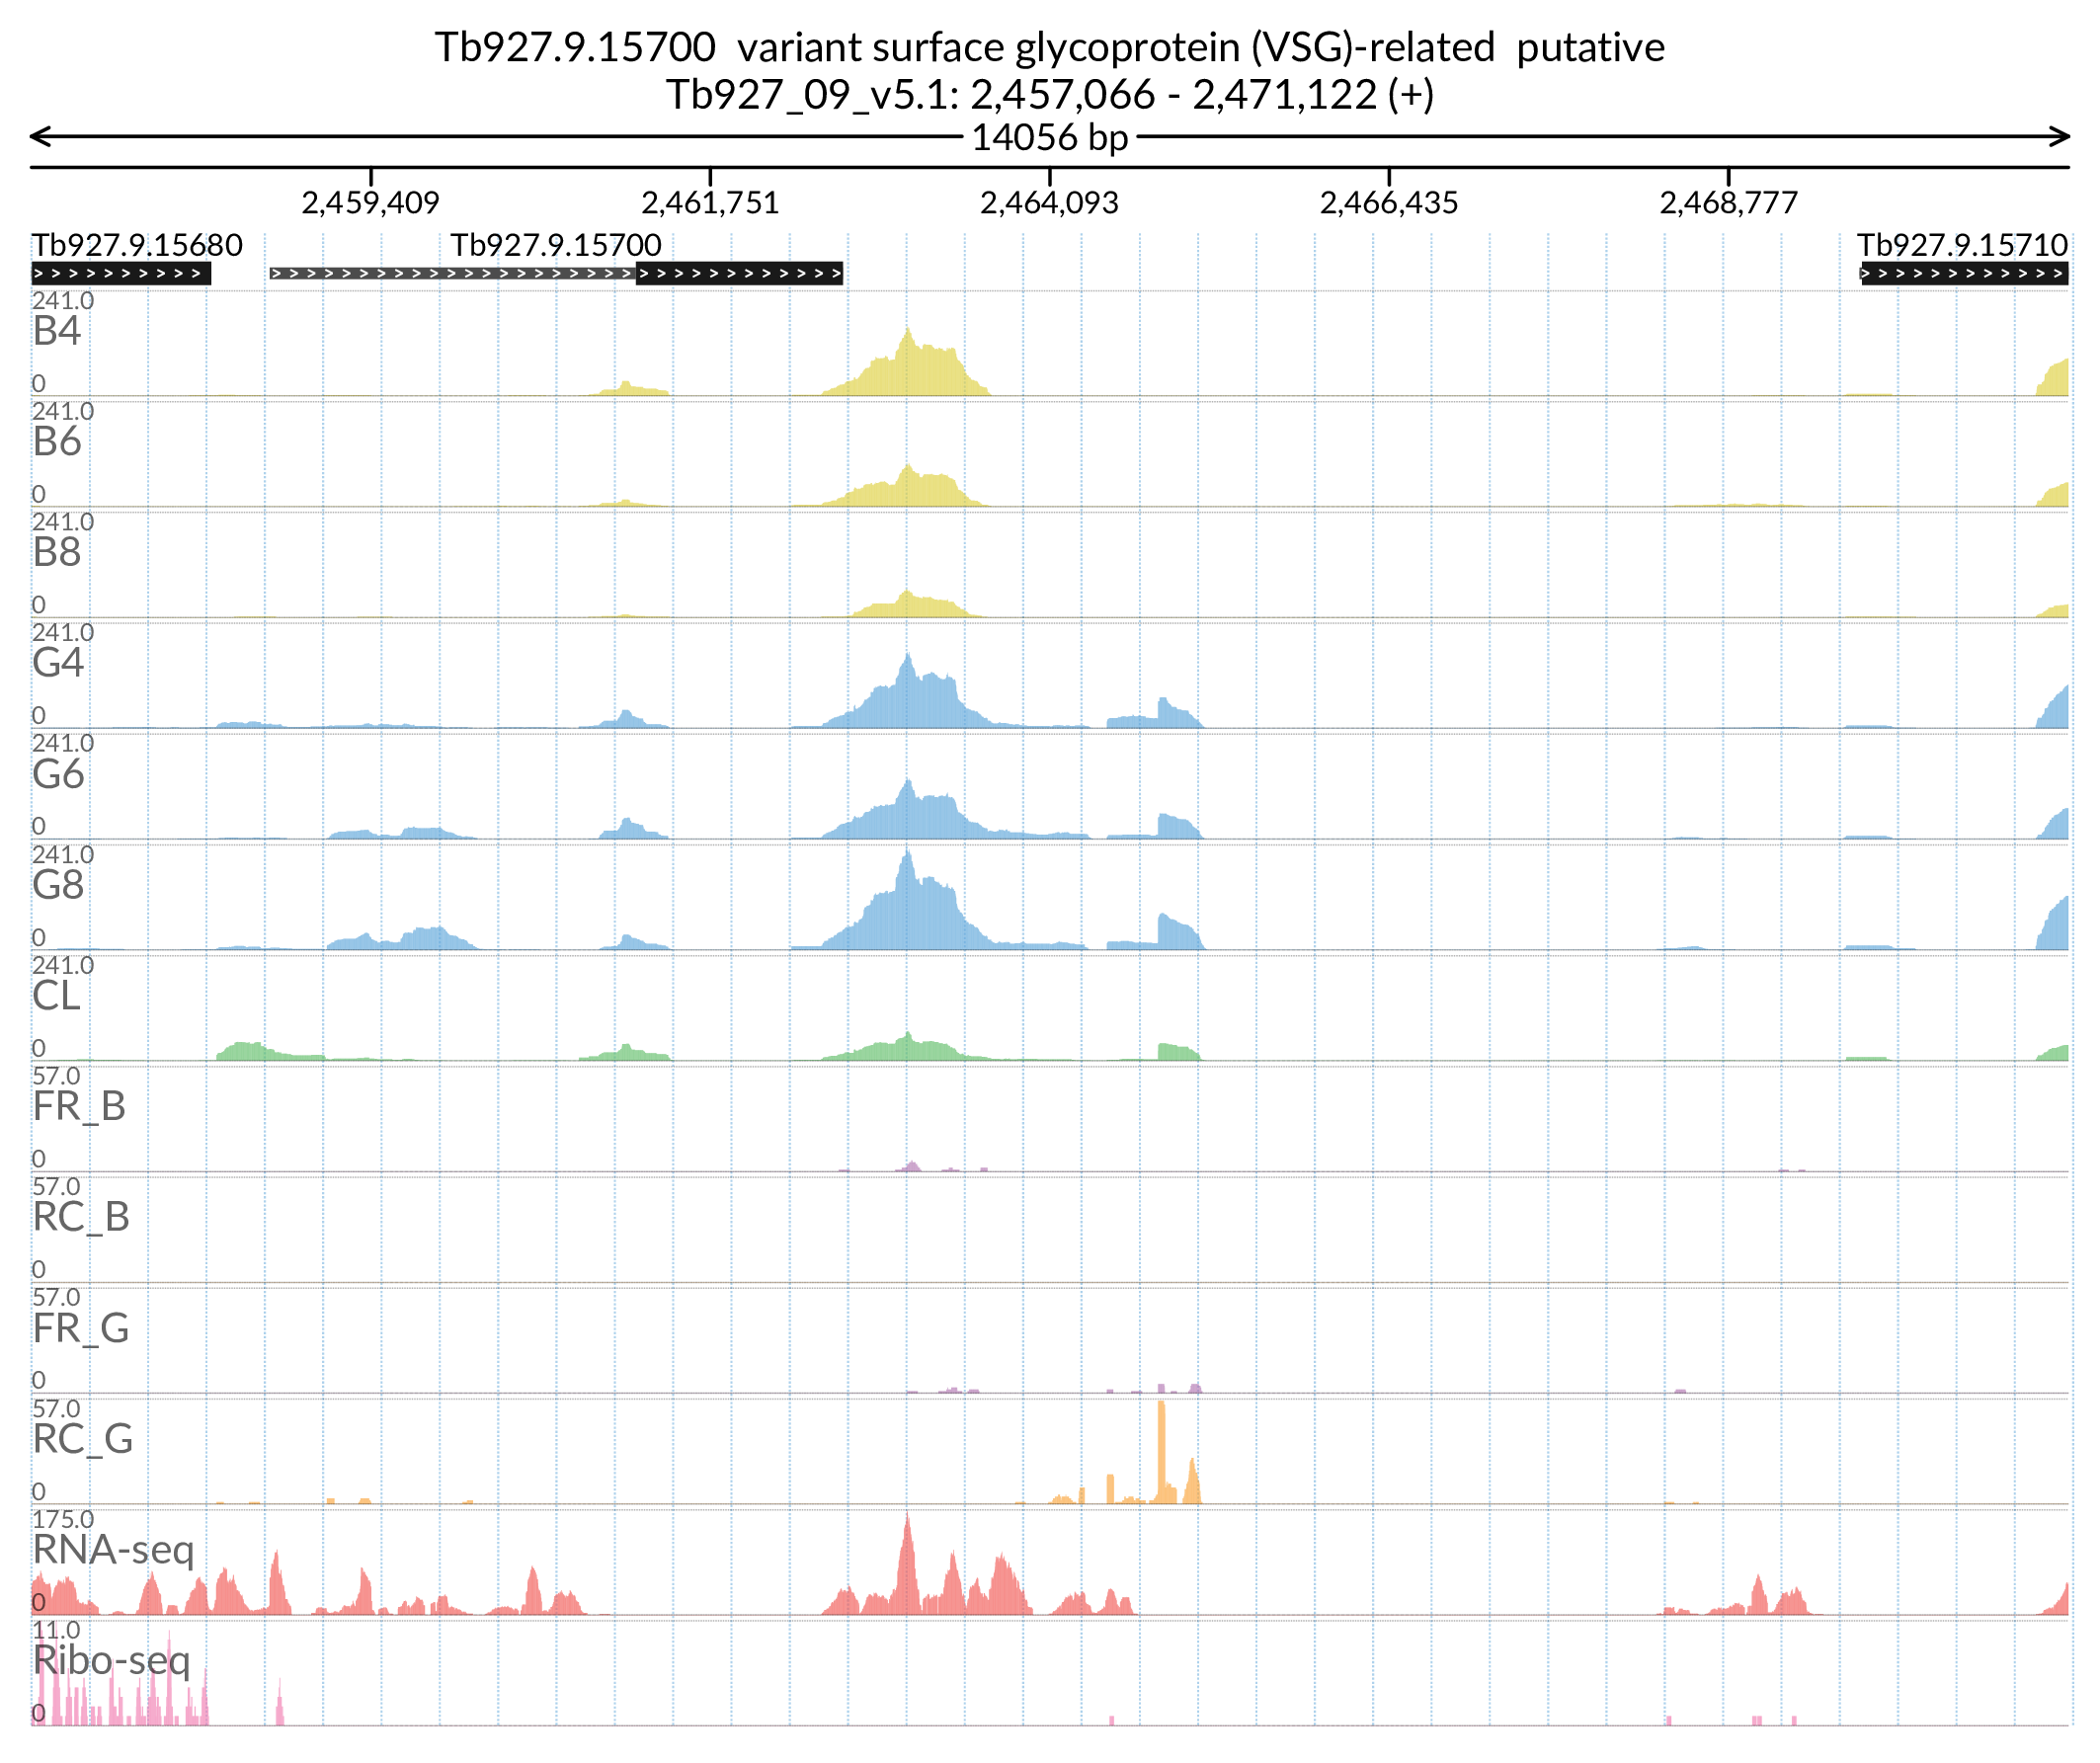 Tb927.9.15700 variant surface glycoprotein (VSG)-related putative
Tb927_09_v5.1: 2,457,066 - 2,471,122 (+)
14056 bp
2,459,409 2,461,751 2,464,093 2,466,435 2,468,777
Tb927.9.15680 Tb927.9.15700 Tb927.9.15710
241.0
B4
0
241.0
B6
0
241.0
B8
0
241.0
G4
0
241.0
G6
0
241.0
G8
0
241.0
CL
0
57.0
FR_B
0
57.0
RC_B
0
57.0
FR_G
0
57.0
RC_G
0
175.0
RNA-seq
0
11.0
Ribo-seq
0